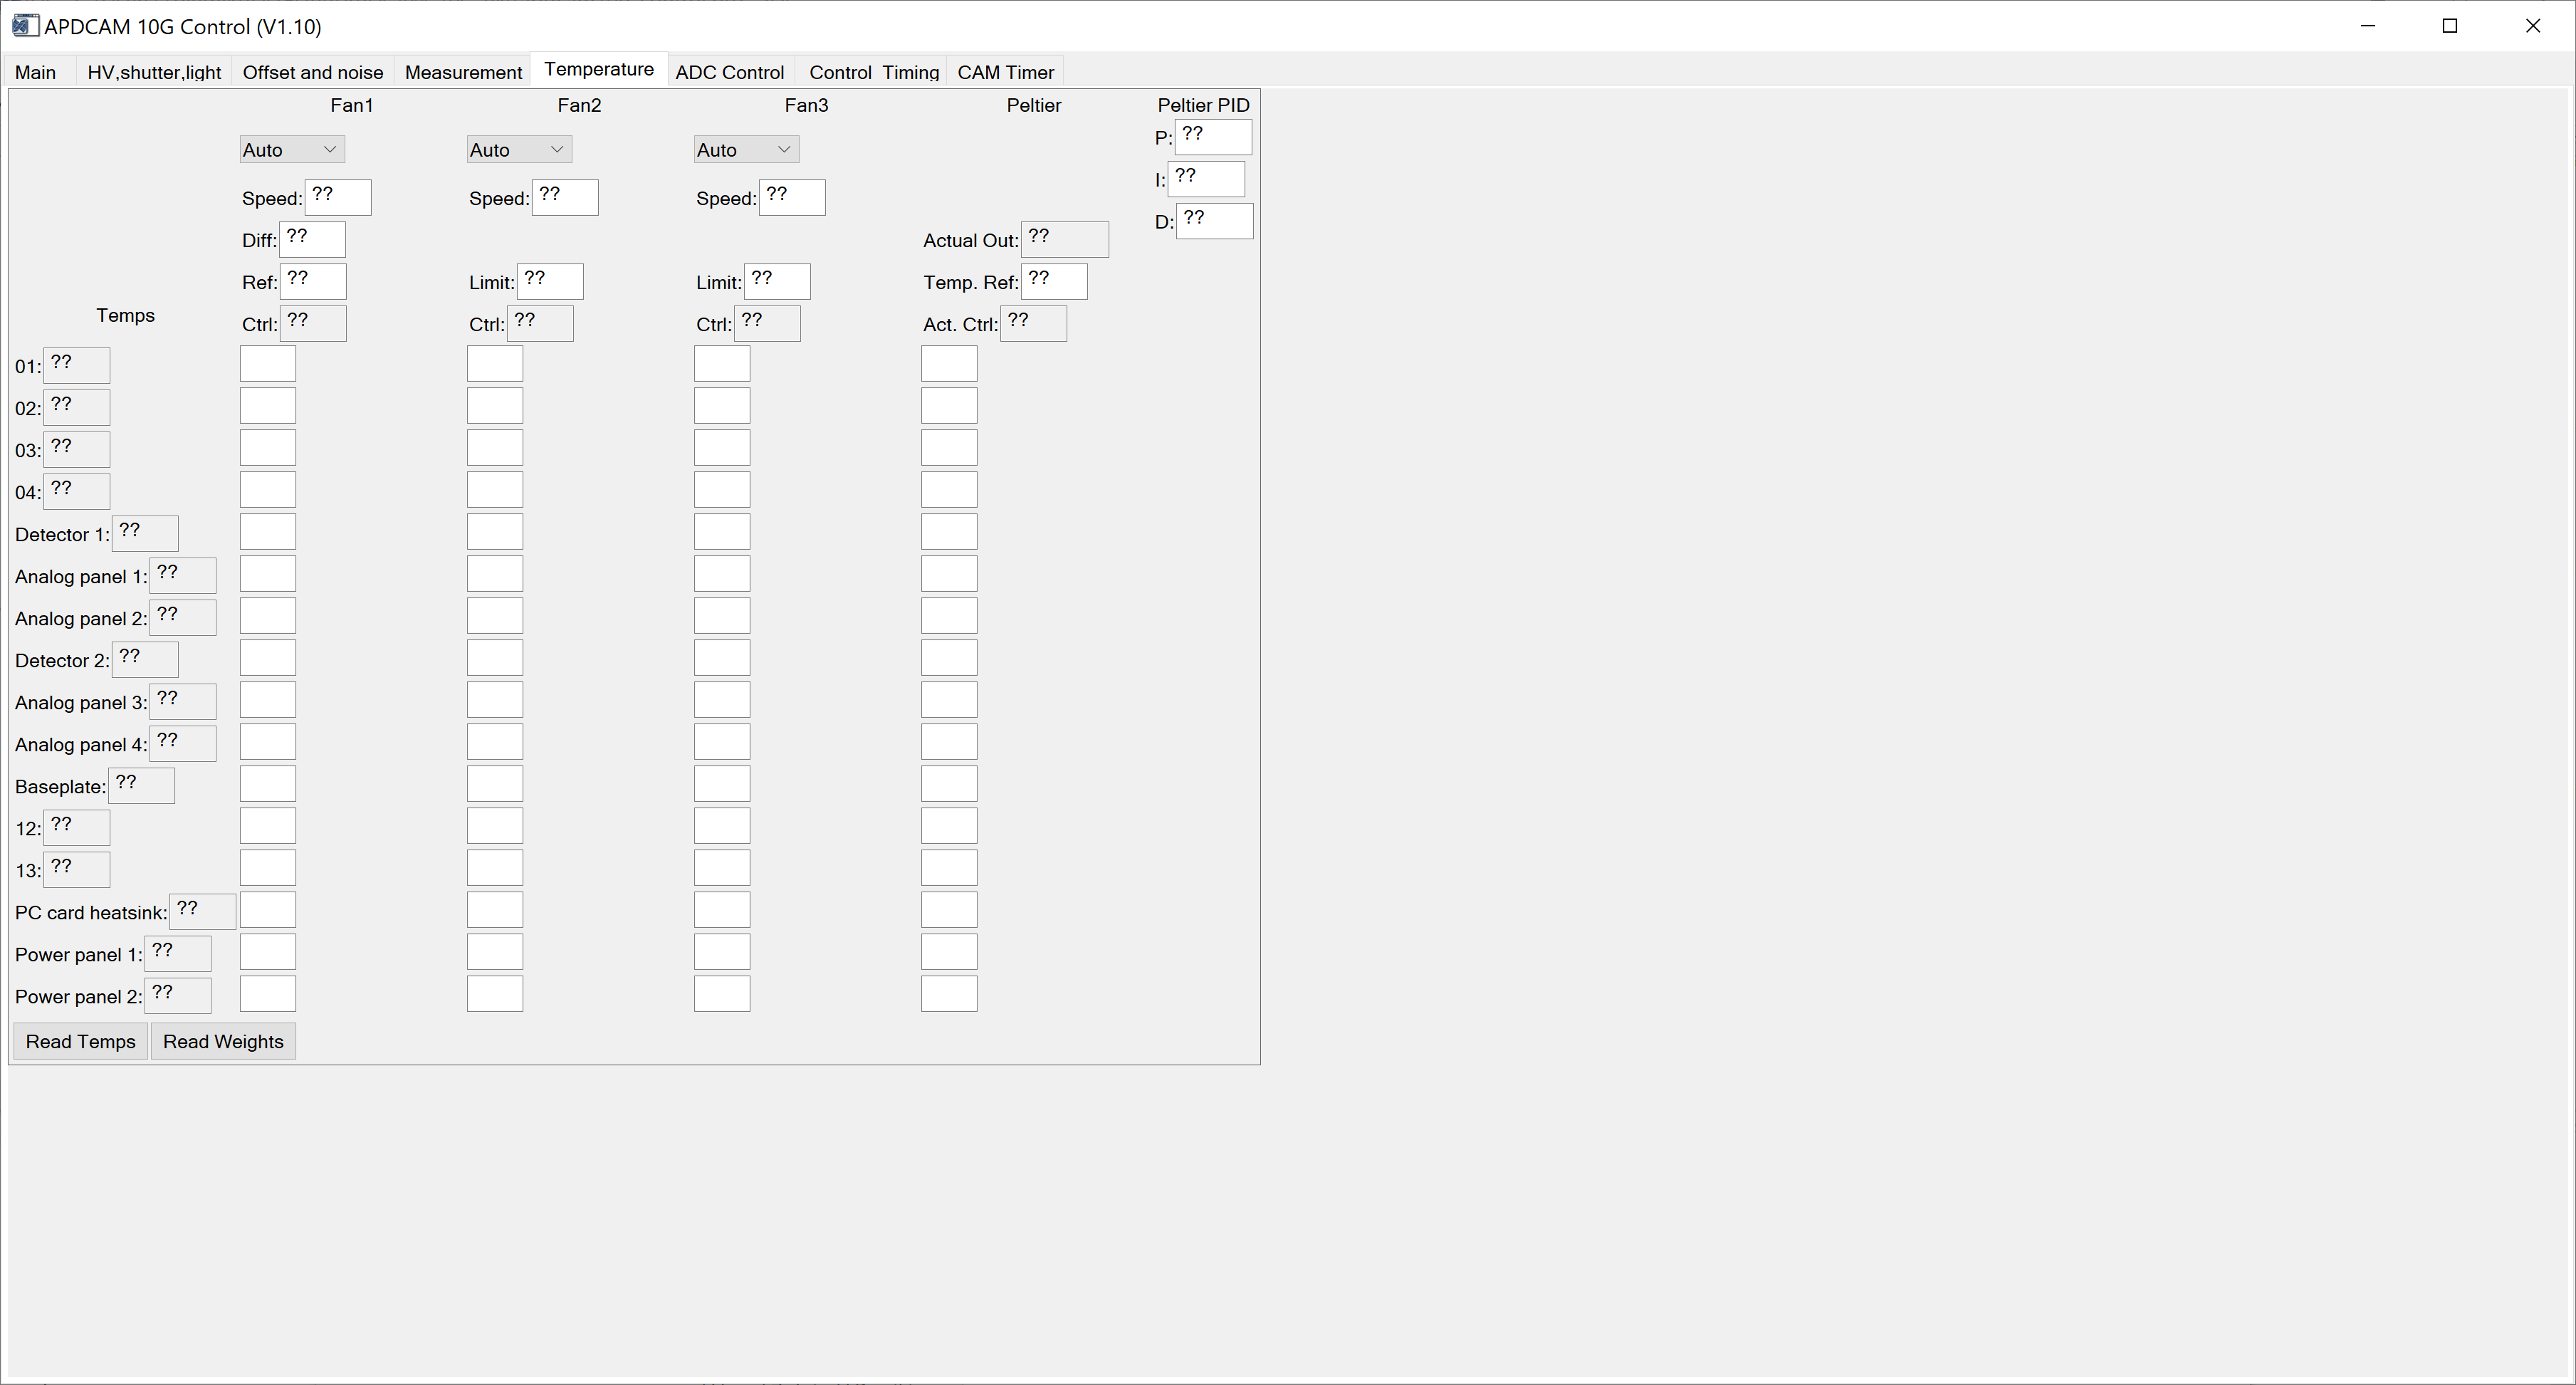 APDCAM 10G Control (V1.10)
Main HV,shutter,light Offset and noise Measurement Temperature ADC Control Control Timing CAM Timer
Fan1 Fan2 Fan3 Peltier Peltier PID
P: ??
Auto Auto Auto
I: ??
Speed: ?? Speed: ?? Speed: ??
D: ??
Diff: ?? Actual Out: ??
Ref: ?? Limit: ?? Limit: ?? Temp. Ref: ??
Temps Ctrl: ?? Ctrl: ?? Ctrl: ?? Act. Ctrl: ??
01: ??
02: ??
03: ??
04: ??
Detector 1: ??
Analog panel 1: ??
Analog panel 2: ??
Detector 2: ??
Analog panel 3: ??
Analog panel 4: ??
Baseplate: ??
12: ??
13: ??
PC card heatsink: ??
Power panel 1: ??
Power panel 2: ??
Read Temps Read Weights